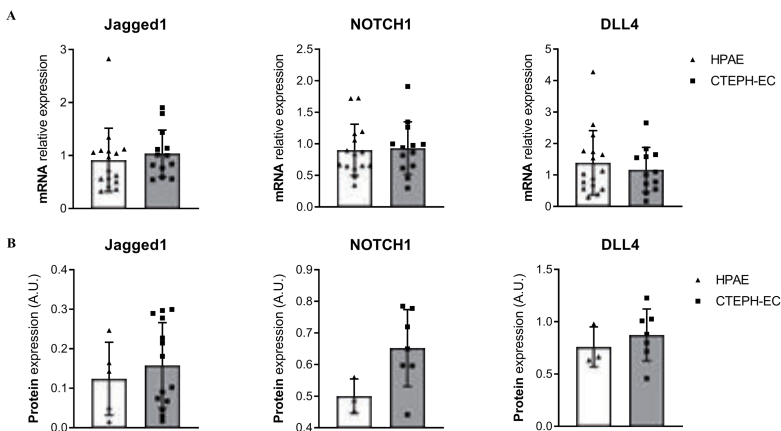 A
Jagged1
NOTCH1
DLL4
mRNA relative expression
3
2
1
0
mRNA relative expression
2.5
2.0
1.5
1.0
0.5
0.0
mRNA relative expression
5
4
3
2
1
0
HPAE
CTEPH-EC
B
Jagged1
NOTCH1
DLL4
Protein expression (A.U.)
0.4
0.3
0.2
0.1
0.0
Protein expression (A.U.)
0.9
0.8
0.7
0.6
0.5
0.4
Protein expression (A.U.)
1.5
1.0
0.5
0.0
HPAE
CTEPH-EC